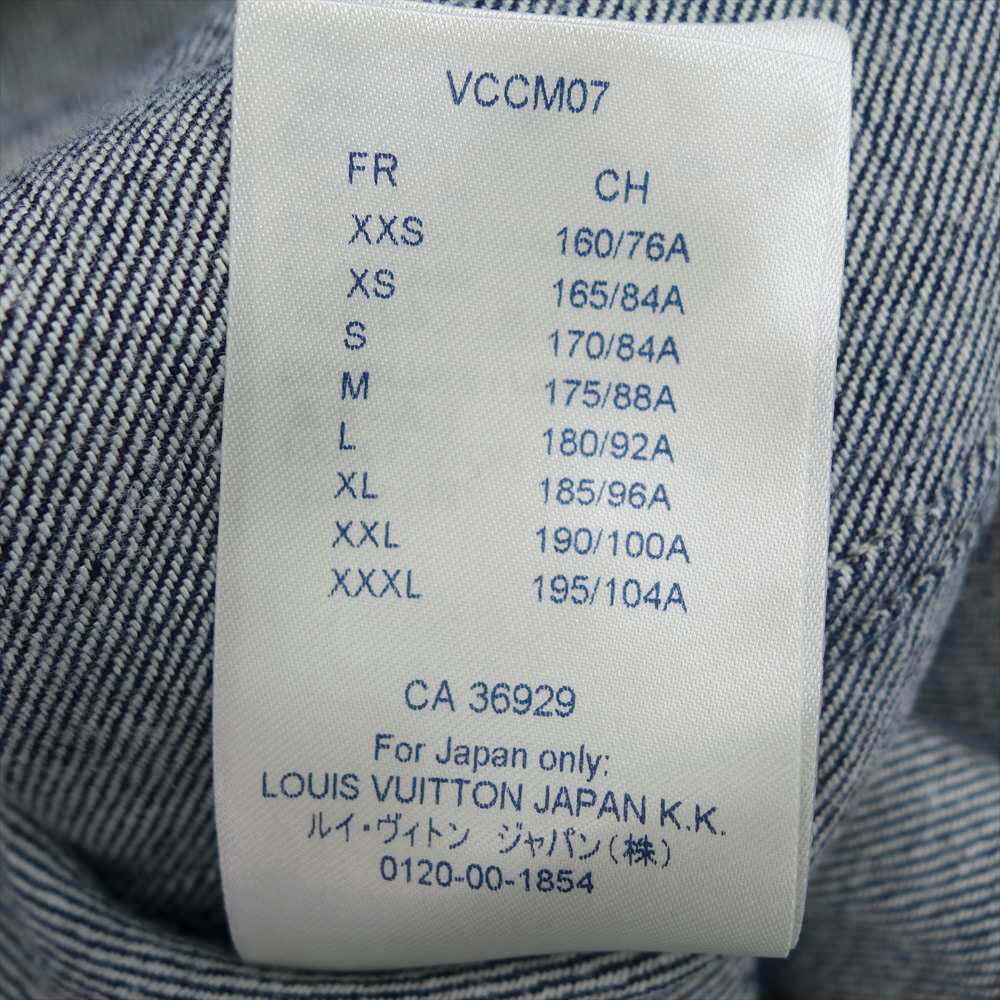 VCCM07
FR CH
XXS 160/76A
XS 165/84A
S 170/84A
M 175/88A
L 180/92A
XL 185/96A
XXL 190/100A
XXXL 195/104A
CA 36929
For Japan only:
LOUIS VUITTON JAPAN K.K.
ルイ・ヴィトン ジャパン(株)
0120-00-1854